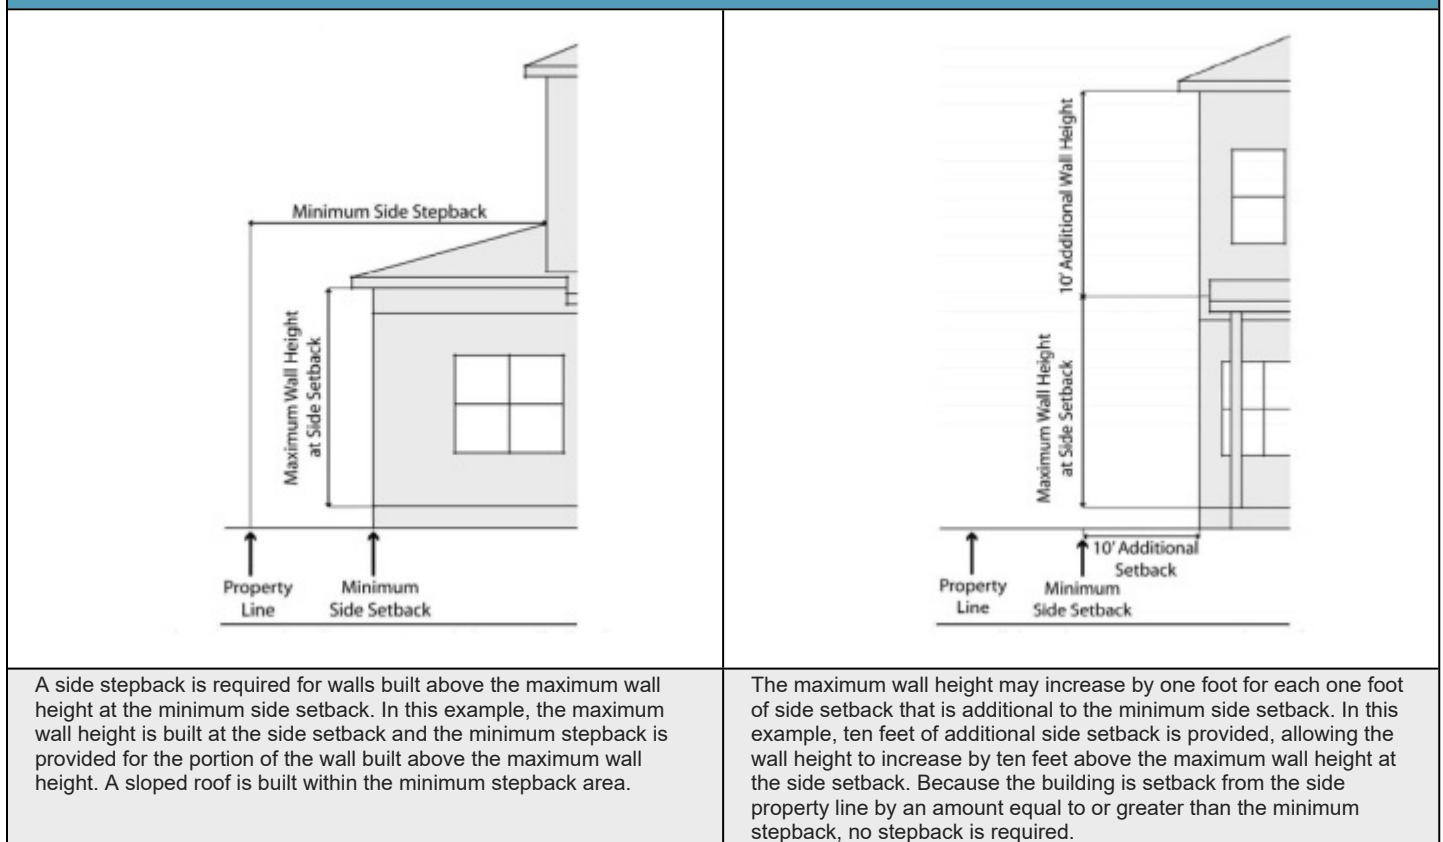 Minimum Side Stepback
Maximum Wall Height
at Side Setback
Property
Line
Minimum
Side Setback
10' Additional Wall Height
Maximum Wall Height
at Side Setback
10' Additional
Setback
Property
Line
Minimum
Side Setback
A side stepback is required for walls built above the maximum wall
height at the minimum side setback. In this example, the maximum
wall height is built at the side setback and the minimum stepback is
provided for the portion of the wall built above the maximum wall
height. A sloped roof is built within the minimum stepback area.
The maximum wall height may increase by one foot for each one foot
of side setback that is additional to the minimum side setback. In this
example, ten feet of additional side setback is provided, allowing the
wall height to increase by ten feet above the maximum wall height at
the side setback. Because the building is setback from the side
property line by an amount equal to or greater than the minimum
stepback, no stepback is required.